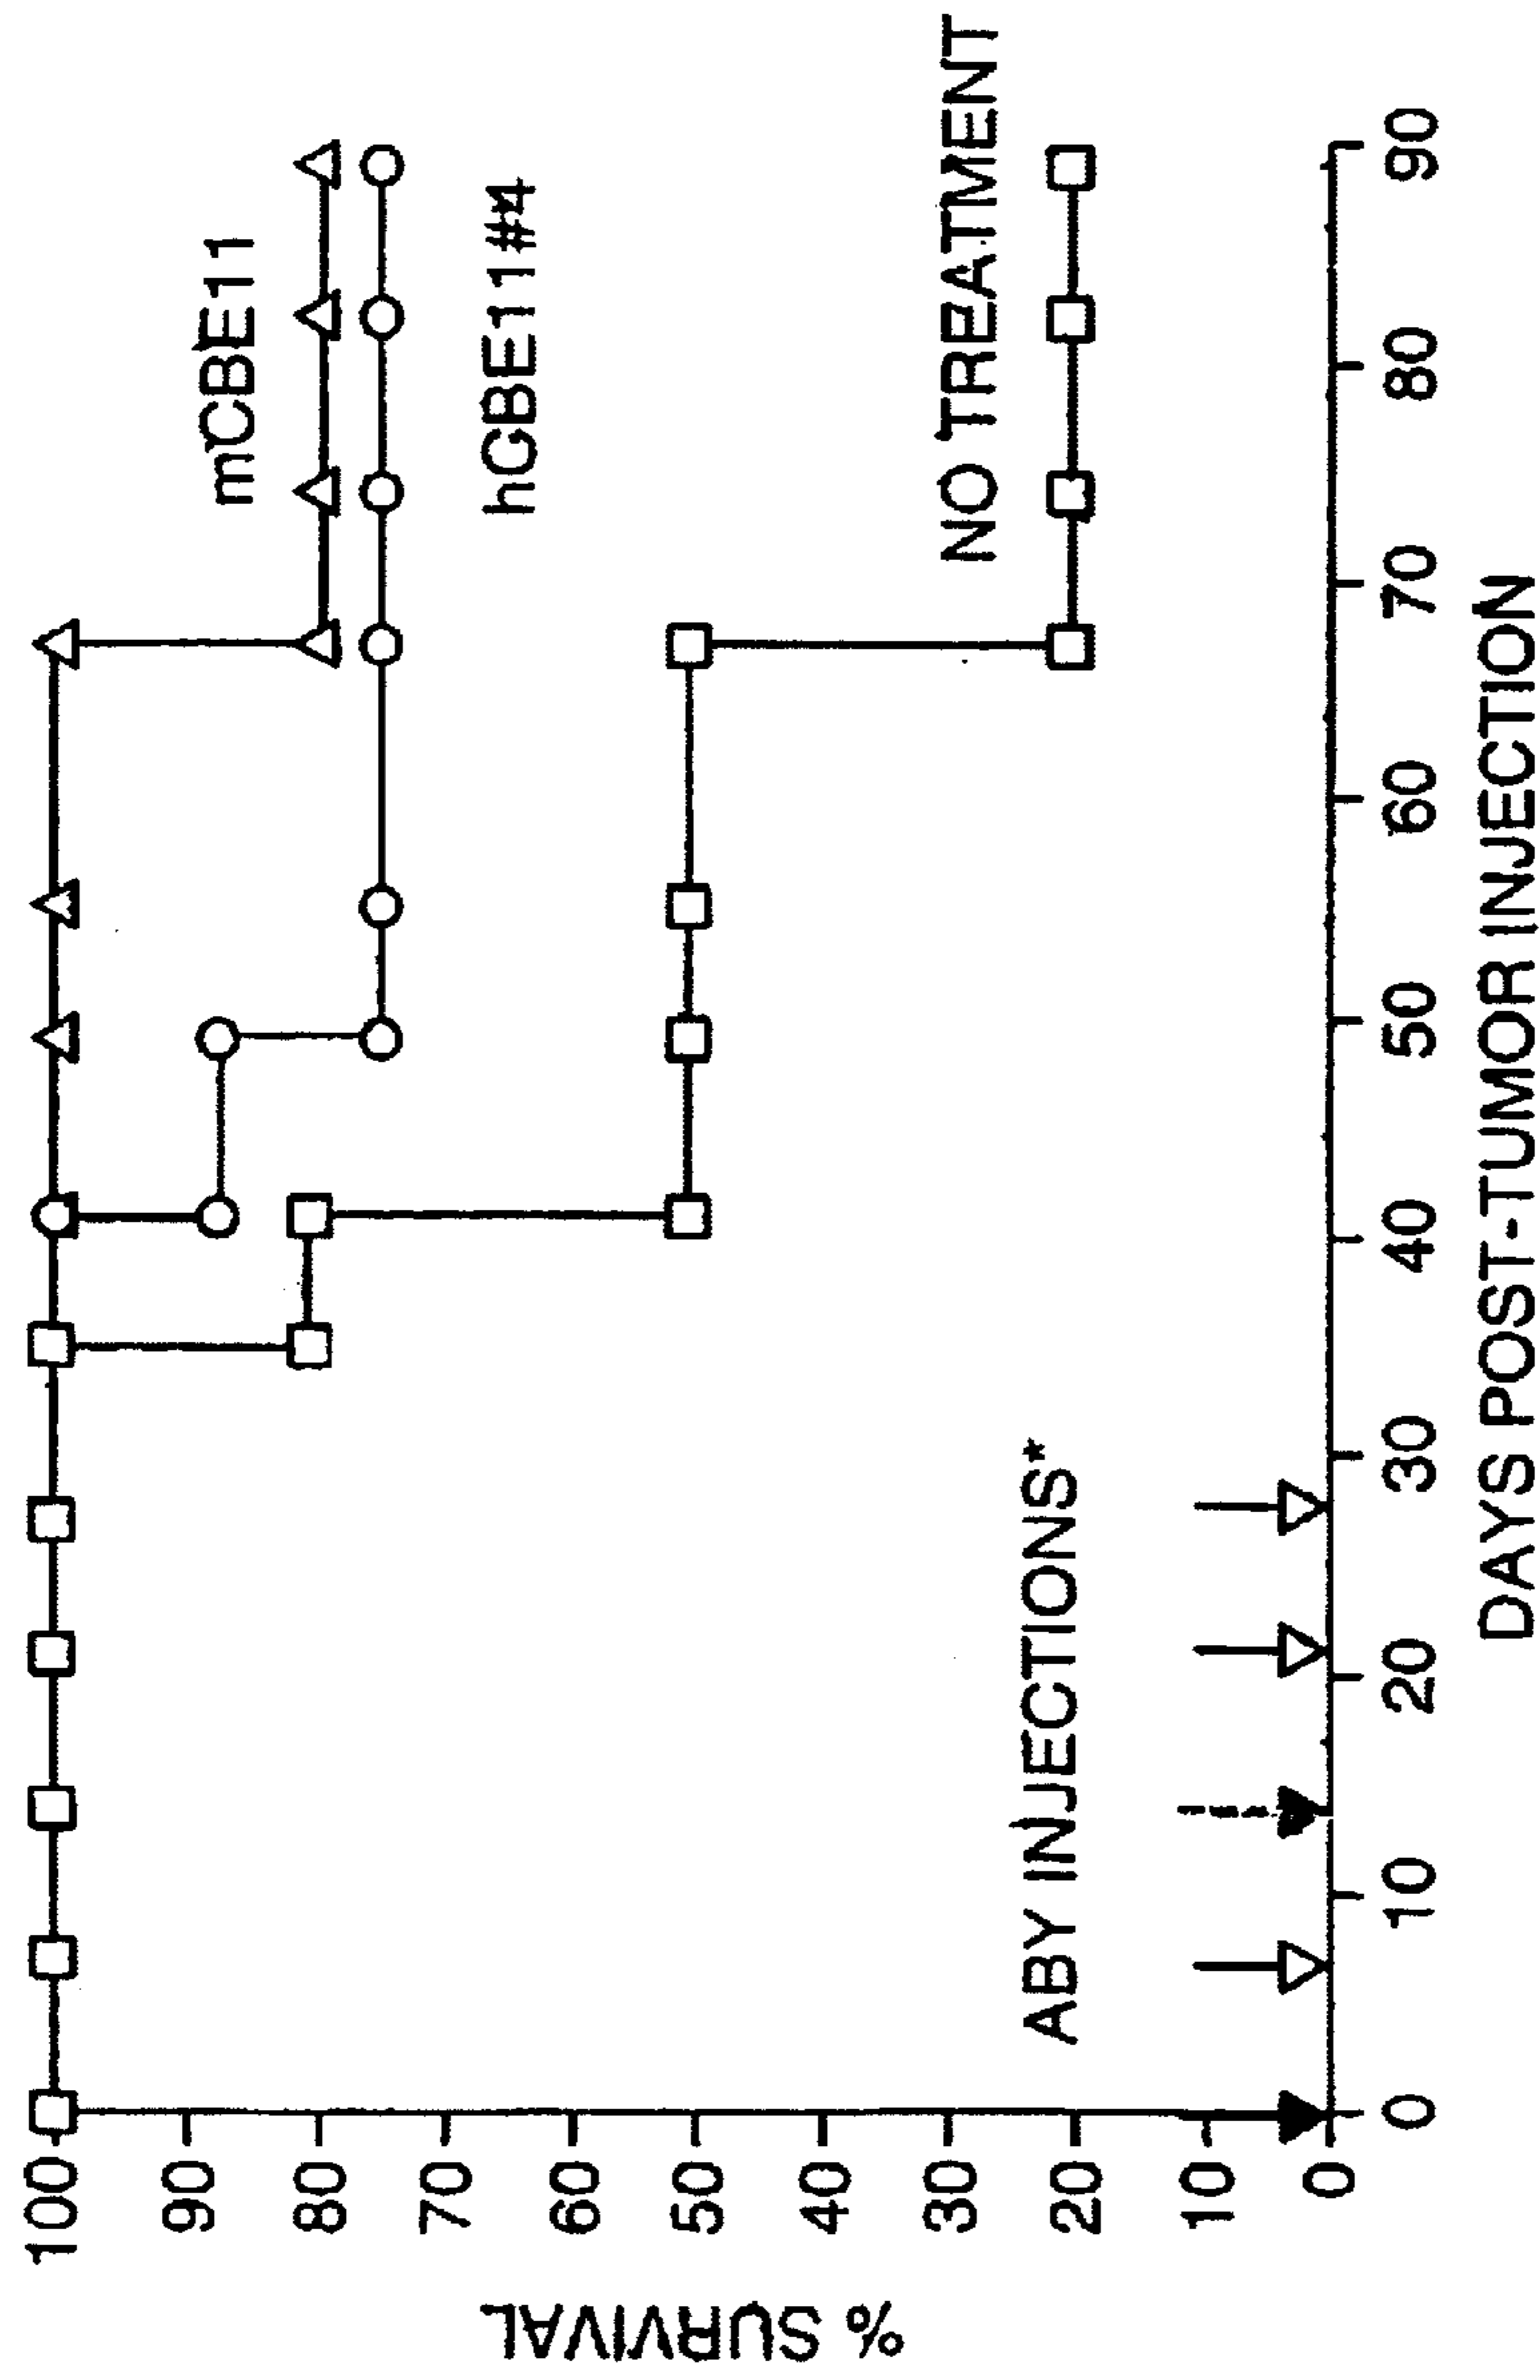 % SURVIVAL
100
90
80
70
60
50
40
30
20
10
0
mCBE11
hCBE11#4
NO TREATMENT
ABY INJECTIONS*
0 10 20 30 40 50 60 70 80 90
DAYS POST-TUMOR INJECTION